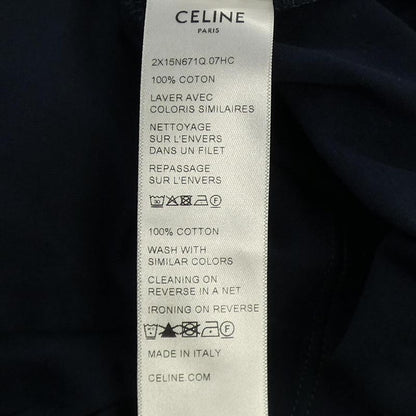 CELINE
PARIS
2X15N671Q.07HC
100% COTON
LAVER AVEC
COLORIS SIMILAIRES
NETTOYAGE
SUR L'ENVERS
DANS UN FILET
REPASSAGE
SUR L'ENVERS
100% COTTON
WASH WITH
SIMILAR COLORS
CLEANING ON
REVERSE IN A NET
IRONING ON REVERSE
MADE IN ITALY
CELINE.COM